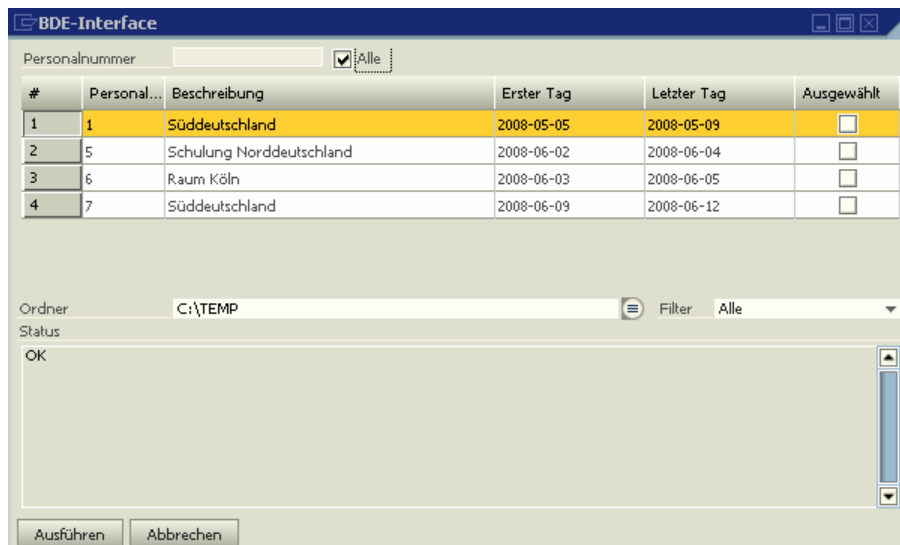 BDE-Interface
Personalnummer Alle
# Personal... Beschreibung Erster Tag Letzter Tag Ausgewählt
1 1 Süddeutschland 2008-05-05 2008-05-09
2 5 Schulung Norddeutschland 2008-06-02 2008-06-04
3 6 Raum Köln 2008-06-03 2008-06-05
4 7 Süddeutschland 2008-06-09 2008-06-12
Ordner C:\TEMP Filter Alle
Status
OK
Ausführen Abbrechen